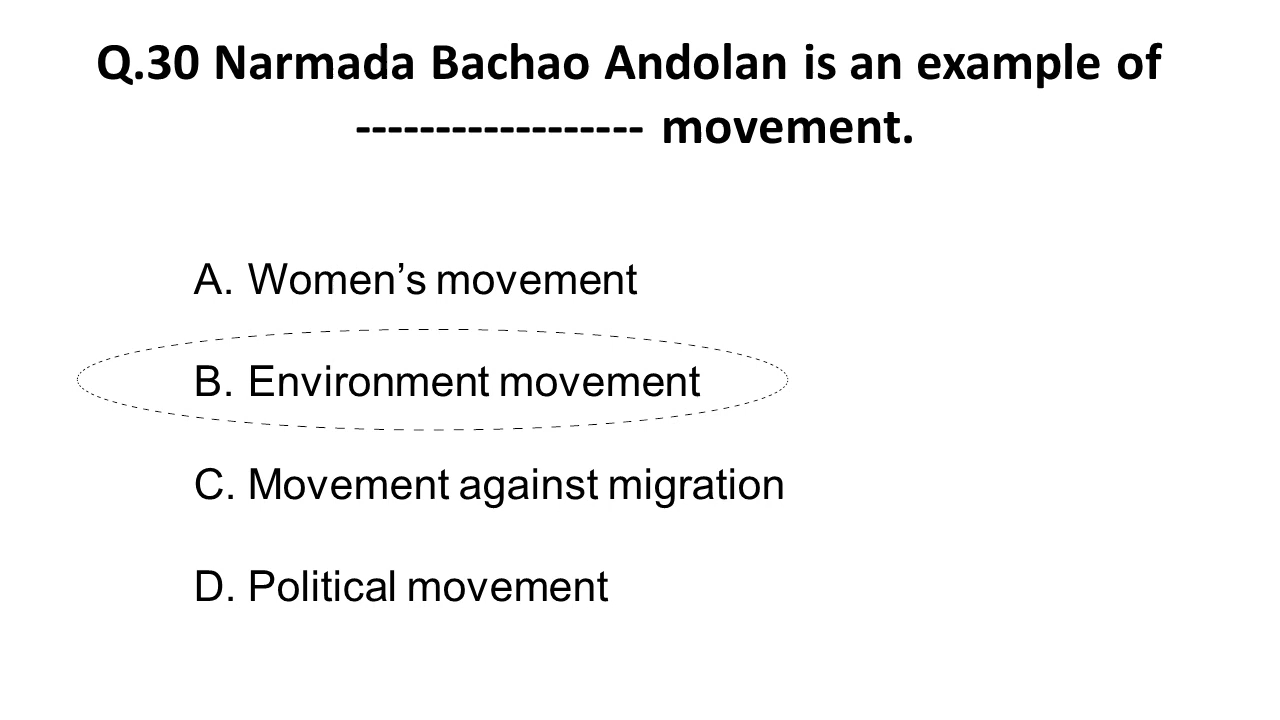 Q.30 Narmada Bachao Andolan is an example of
------------------ movement.
A. Women’s movement
B. Environment movement
C. Movement against migration
D. Political movement